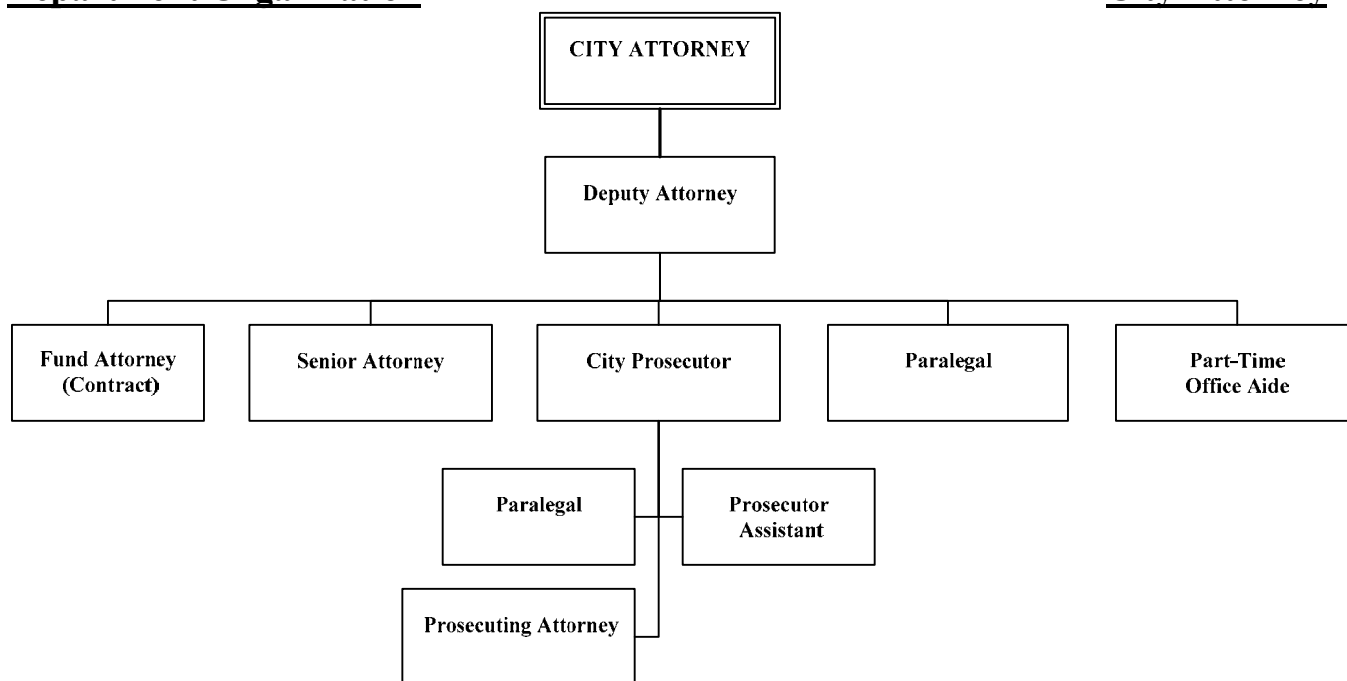 CITY ATTORNEY
Deputy Attorney
Fund Attorney
(Contract)
Senior Attorney
City Prosecutor
Paralegal
Part-Time
Office Aide
Paralegal
Prosecutor
Assistant
Prosecuting Attorney